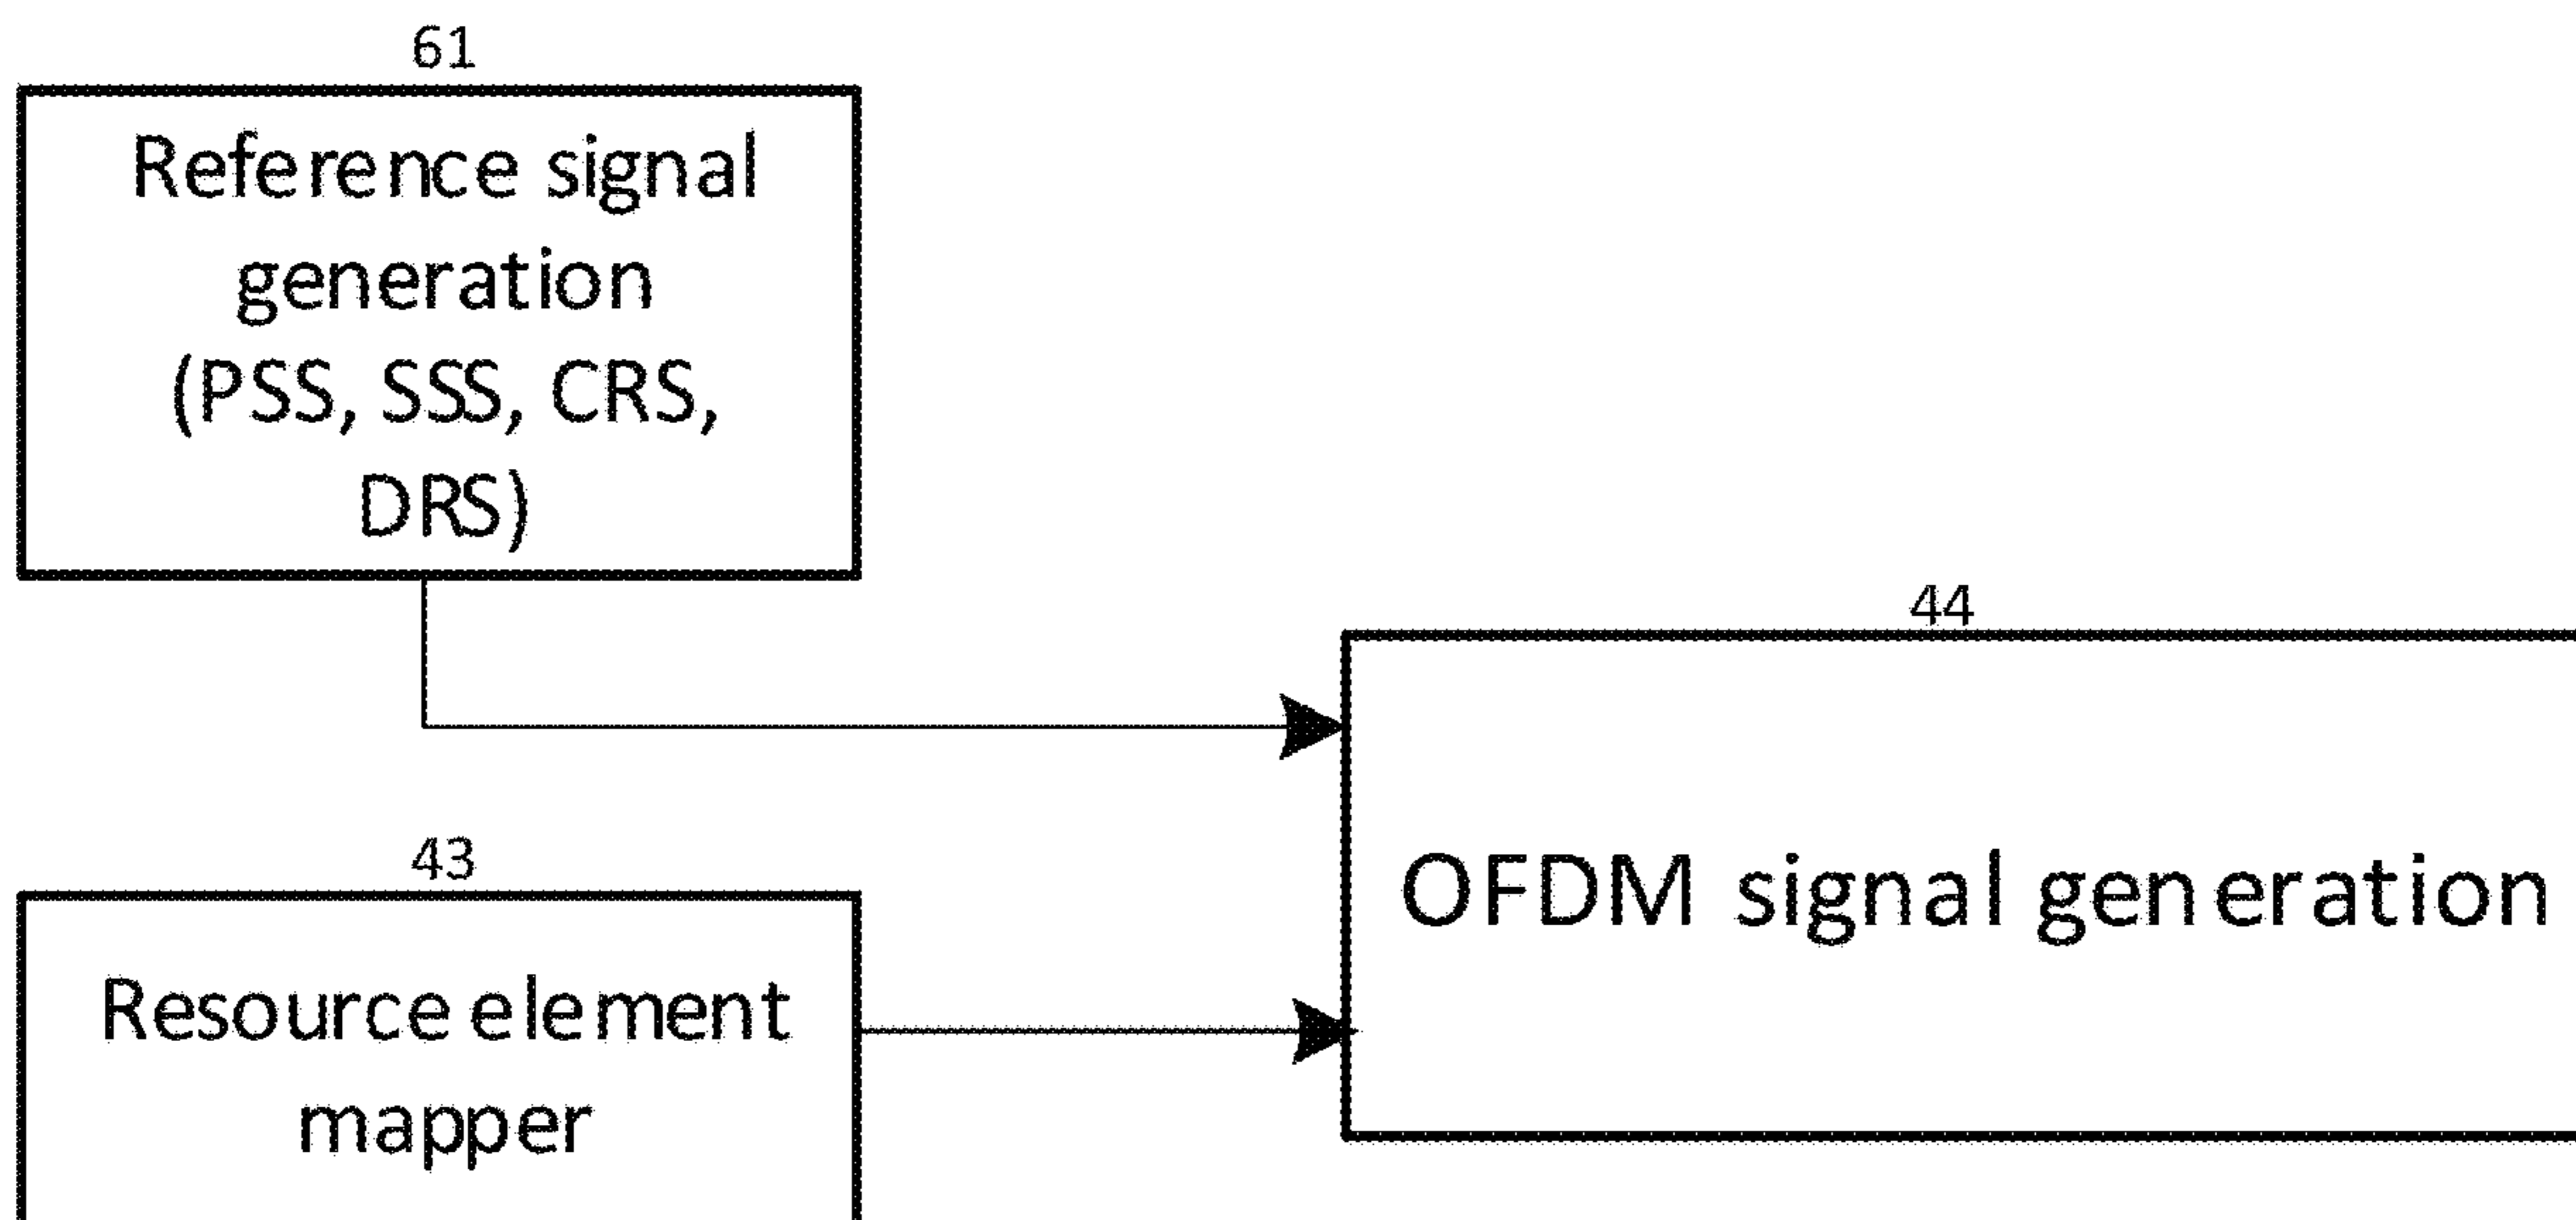 61
Reference signal
generation
(PSS, SSS, CRS,
DRS)
44
OFDM signal generation
43
Resource element
mapper